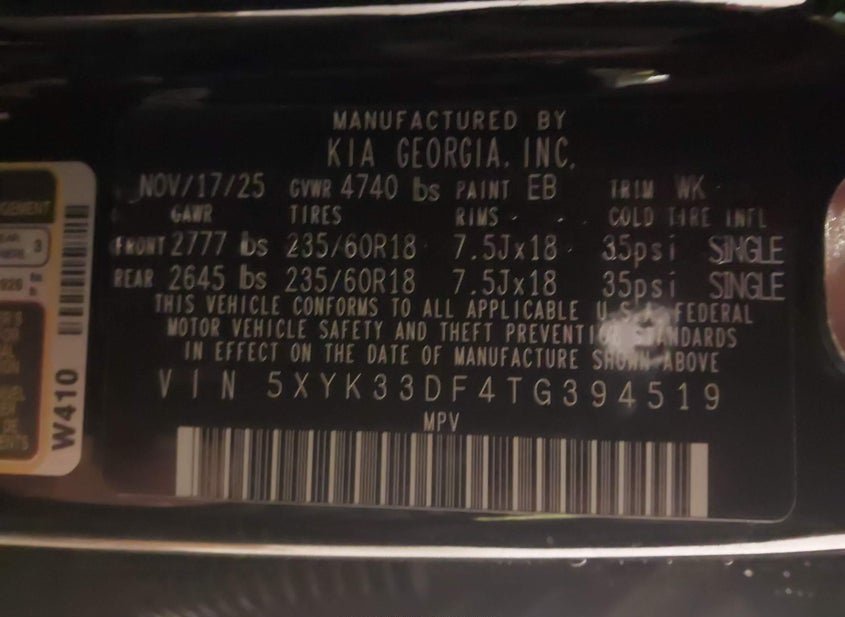 MANUFACTURED BY
KIA GEORGIA, INC.
NOV/17/25 GVWR 4740 lbs PAINT EB TRIM WK
GAWR TIRES RIMS COLD TIRE INFL
FRONT 2777 lbs 235/60R18 7.5Jx18 35psi SINGLE
REAR 2645 lbs 235/60R18 7.5Jx18 35psi SINGLE
THIS VEHICLE CONFORMS TO ALL APPLICABLE U.S.A. FEDERAL
MOTOR VEHICLE SAFETY AND THEFT PREVENTION STANDARDS
IN EFFECT ON THE DATE OF MANUFACTURE SHOWN ABOVE
VIN 5XYK33DF4TG394519
MPV
W410